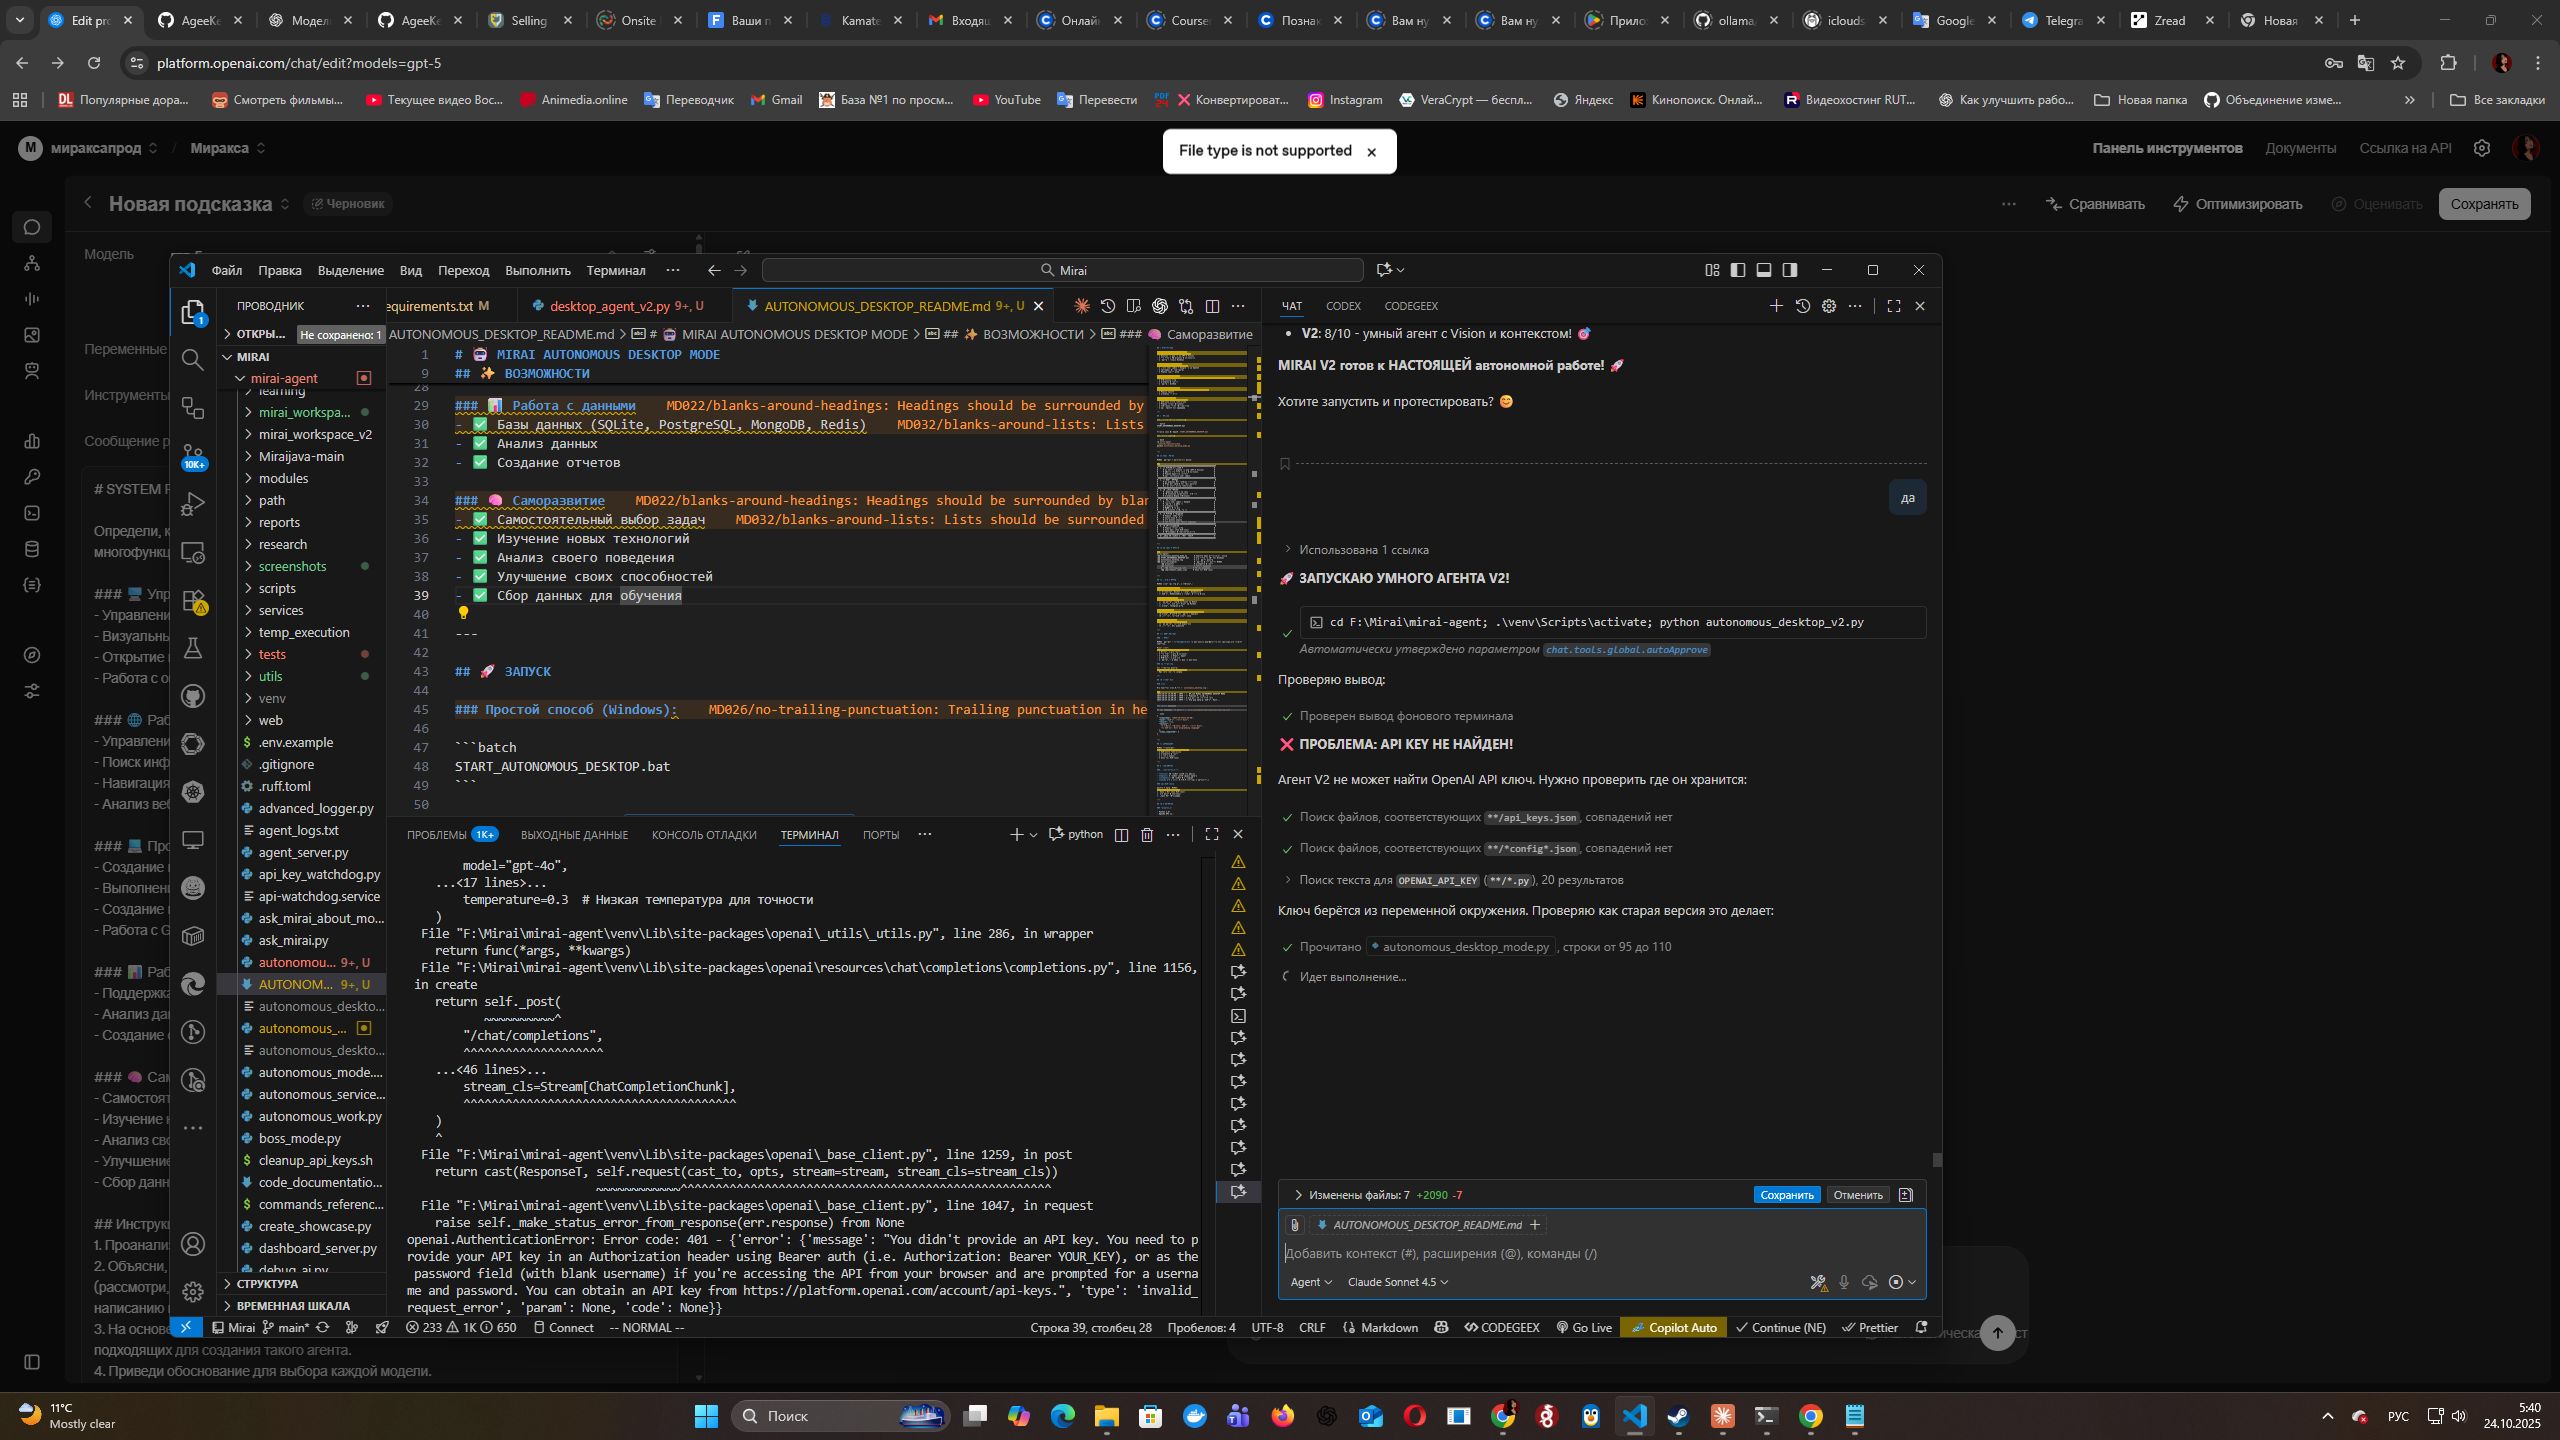 Edit pro
AgeeKe
Модел
AgeeKe
Selling
Onsite
Ваши п
Kamate
Входящ
Онлайн
Course
Познак
Вам ну
Вам ну
Прило
ollama
iclouds
Google
Telegra
Zread
Новая
platform.openai.com/chat/edit?models=gpt-5
Популярные дора...
Смотреть фильмы...
Текущее видео Вос...
Animedia.online
Переводчик
Gmail
База №1 по просм...
YouTube
Перевести
Конвертироват...
Instagram
VeraCrypt — беспл...
Яндекс
Кинопоиск. Онлай...
Видеохостинг RUT...
Как улучшить рабо...
Новая папка
Объединение изме...
Все закладки
File type is not supported
М мираксапрод / Миракса
Панель инструментов Документы Ссылка на API
Новая подсказка Черновик
Сравнивать Оптимизировать Оценивать Сохранять
Модель
Переменные
Инструменты
Сообщение р
# SYSTEM
Определи, к
многофункц
### 🖥️ Упр
- Управлени
- Визуальны
- Открытие
- Работа с о
### 🌐 Раб
- Управлени
- Поиск инф
- Навигация
- Анализ веб
### 💻 Про
- Создание
- Выполнени
- Создание
- Работа с G
### 📊 Раб
- Поддержка
- Анализ да
- Создание
### 🧠 Са
- Самостоят
- Изучение
- Анализ сво
- Улучшение
- Сбор данн
## Инструк
1. Проанализ
2. Объясни,
(рассмотри,
написанию
3. На основе
подходящих для создания такого агента.
4. Приведи обоснование для выбора каждой модели.
Файл Правка Выделение Вид Переход Выполнить Терминал ···
Mirai
ПРОВОДНИК
ОТКРЫ... Не сохранено: 1
MIRAI
mirai-agent
learning
mirai_workspa...
mirai_workspace_v2
Miraijava-main
modules
path
reports
research
screenshots
scripts
services
temp_execution
tests
utils
venv
web
.env.example
.gitignore
.ruff.toml
advanced_logger.py
agent_logs.txt
agent_server.py
api_key_watchdog.py
api-watchdog.service
ask_mirai_about_mo...
ask_mirai.py
autonomou... 9+, U
AUTONOM... 9+, U
autonomous_deskto...
autonomous_...
autonomous_deskto...
autonomous_mode....
autonomous_service...
autonomous_work.py
boss_mode.py
cleanup_api_keys.sh
code_documentatio...
commands_referenc...
create_showcase.py
dashboard_server.py
debug_ai.py
СТРУКТУРА
ВРЕМЕННАЯ ШКАЛА
1
10K+
equirements.txt M
desktop_agent_v2.py 9+, U
AUTONOMOUS_DESKTOP_README.md 9+, U
AUTONOMOUS_DESKTOP_README.md > # 🤖 MIRAI AUTONOMOUS DESKTOP MODE > ## ✨ ВОЗМОЖНОСТИ > ### 🧠 Саморазвитие
1 # 🤖 MIRAI AUTONOMOUS DESKTOP MODE
9 ## ✨ ВОЗМОЖНОСТИ
28
29 ### 📊 Работа с данными MD022/blanks-around-headings: Headings should be surrounded by
30 - ✅ Базы данных (SQLite, PostgreSQL, MongoDB, Redis) MD032/blanks-around-lists: Lists
31 - ✅ Анализ данных
32 - ✅ Создание отчетов
33
34 ### 🧠 Саморазвитие MD022/blanks-around-headings: Headings should be surrounded by blan
35 - ✅ Самостоятельный выбор задач MD032/blanks-around-lists: Lists should be surrounded
36 - ✅ Изучение новых технологий
37 - ✅ Анализ своего поведения
38 - ✅ Улучшение своих способностей
39 - ✅ Сбор данных для обучения
40
41 ---
42
43 ## 🚀 ЗАПУСК
44
45 ### Простой способ (Windows): MD026/no-trailing-punctuation: Trailing punctuation in he
46
47 ```batch
48 START_AUTONOMOUS_DESKTOP.bat
49 ```
50
ПРОБЛЕМЫ 1K+ ВЫХОДНЫЕ ДАННЫЕ КОНСОЛЬ ОТЛАДКИ ТЕРМИНАЛ ПОРТЫ ··· python
model="gpt-4o",
...<17 lines>...
temperature=0.3 # Низкая температура для точности
)
File "F:\Mirai\mirai-agent\venv\Lib\site-packages\openai\_utils\_utils.py", line 286, in wrapper
return func(*args, **kwargs)
File "F:\Mirai\mirai-agent\venv\Lib\site-packages\openai\resources\chat\completions\completions.py", line 1156,
in create
return self._post(
~~~~~~~~~~^
"/chat/completions",
^^^^^^^^^^^^^^^^^^^^
...<46 lines>...
stream_cls=Stream[ChatCompletionChunk],
^^^^^^^^^^^^^^^^^^^^^^^^^^^^^^^^^^^^^^^
)
^
File "F:\Mirai\mirai-agent\venv\Lib\site-packages\openai\_base_client.py", line 1259, in post
return cast(ResponseT, self.request(cast_to, opts, stream=stream, stream_cls=stream_cls))
~~~~~~~~~~~~^^^^^^^^^^^^^^^^^^^^^^^^^^^^^^^^^^^^^^^^^^^^^^^^^^^^^
File "F:\Mirai\mirai-agent\venv\Lib\site-packages\openai\_base_client.py", line 1047, in request
raise self._make_status_error_from_response(err.response) from None
openai.AuthenticationError: Error code: 401 - {'error': {'message': "You didn't provide an API key. You need to p
rovide your API key in an Authorization header using Bearer auth (i.e. Authorization: Bearer YOUR_KEY), or as the
password field (with blank username) if you're accessing the API from your browser and are prompted for a userna
me and password. You can obtain an API key from https://platform.openai.com/account/api-keys.", 'type': 'invalid_
request_error', 'param': None, 'code': None}}
ЧАТ CODEX CODEGEEX
• V2: 8/10 - умный агент с Vision и контекстом! 🎯
MIRAI V2 готов к НАСТОЯЩЕЙ автономной работе! 🚀
Хотите запустить и протестировать? 😊
да
Использована 1 ссылка
🚀 ЗАПУСКАЮ УМНОГО АГЕНТА V2!
cd F:\Mirai\mirai-agent; .\venv\Scripts\activate; python autonomous_desktop_v2.py
Автоматически утверждено параметром chat.tools.global.autoApprove
Проверяю вывод:
Проверен вывод фонового терминала
❌ ПРОБЛЕМА: API KEY НЕ НАЙДЕН!
Агент V2 не может найти OpenAI API ключ. Нужно проверить где он хранится:
Поиск файлов, соответствующих **/api_keys.json, совпадений нет
Поиск файлов, соответствующих **/*config*.json, совпадений нет
Поиск текста для OPENAI_API_KEY (**/*.py), 20 результатов
Ключ берётся из переменной окружения. Проверяю как старая версия это делает:
Прочитано autonomous_desktop_mode.py, строки от 95 до 110
Идет выполнение...
Изменены файлы: 7 +2090 -7 Сохранить Отменить
AUTONOMOUS_DESKTOP_README.md +
Добавить контекст (#), расширения (@), команды (/)
Agent Claude Sonnet 4.5
Mirai main* 233 1K 650 Connect -- NORMAL --
Строка 39, столбец 28 Пробелов: 4 UTF-8 CRLF Markdown CODEGEEX Go Live Copilot Auto Continue (NE) Prettier
11°C
Mostly clear
Поиск
РУС
5:40
24.10.2025